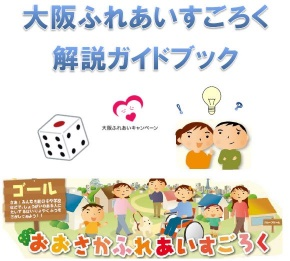 大阪ふれあいすごろく
解説ガイドブック
大阪ふれあいキャンペーン
! ?
ゴール
おおさかふれあいすごろく